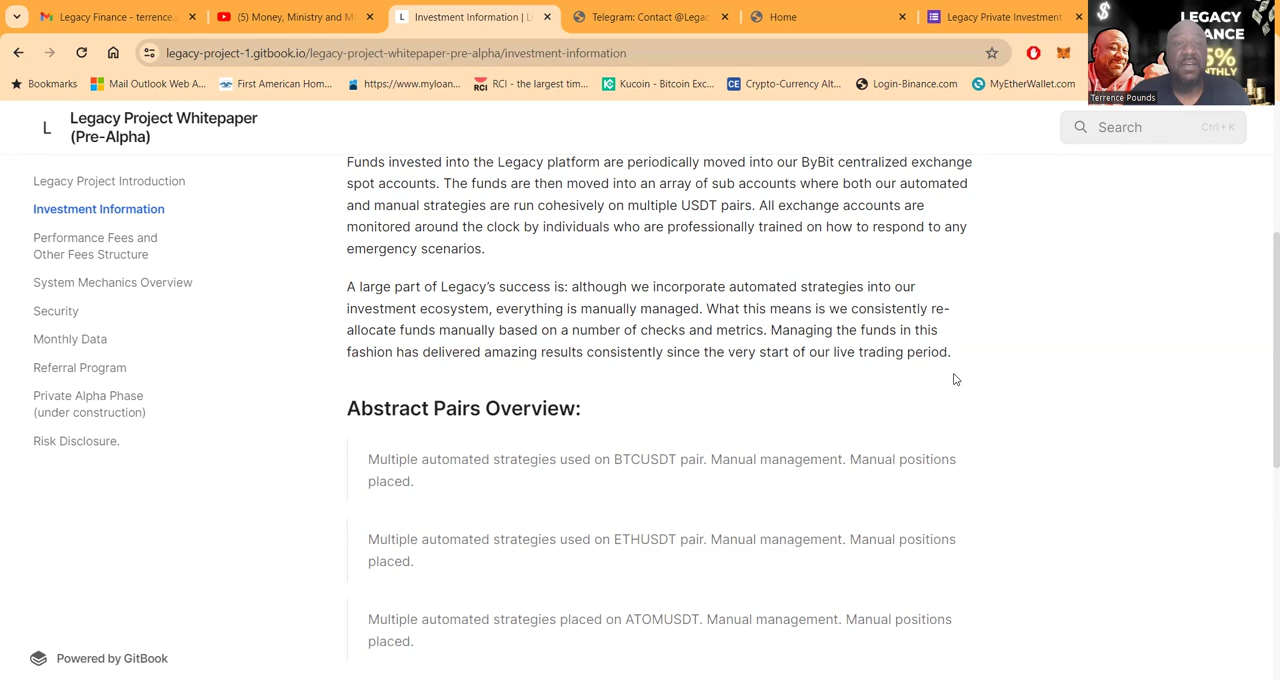 Legacy Finance - terrence.
(5) Money, Ministry and M
Investment Information | L
Telegram: Contact @Legac
Home
Legacy Private Investment
legacy-project-1.gitbook.io/legacy-project-whitepaper-pre-alpha/investment-information
Bookmarks
Mail Outlook Web A...
First American Hom...
https://www.myloan...
RCI - the largest tim...
Kucoin - Bitcoin Exc...
Crypto-Currency Alt...
Login-Binance.com
MyEtherWallet.com
LEGACY
5%
Terrence Pounds
L
Legacy Project Whitepaper
(Pre-Alpha)
Search
Ctrl + K
Legacy Project Introduction
Investment Information
Performance Fees and
Other Fees Structure
System Mechanics Overview
Security
Monthly Data
Referral Program
Private Alpha Phase
(under construction)
Risk Disclosure.
Powered by GitBook
Funds invested into the Legacy platform are periodically moved into our ByBit centralized exchange
spot accounts. The funds are then moved into an array of sub accounts where both our automated
and manual strategies are run cohesively on multiple USDT pairs. All exchange accounts are
monitored around the clock by individuals who are professionally trained on how to respond to any
emergency scenarios.
A large part of Legacy's success is: although we incorporate automated strategies into our
investment ecosystem, everything is manually managed. What this means is we consistently re-
allocate funds manually based on a number of checks and metrics. Managing the funds in this
fashion has delivered amazing results consistently since the very start of our live trading period.
Abstract Pairs Overview:
Multiple automated strategies used on BTCUSDT pair. Manual management. Manual positions
placed.
Multiple automated strategies used on ETHUSDT pair. Manual management. Manual positions
placed.
Multiple automated strategies placed on ATOMUSDT. Manual management. Manual positions
placed.